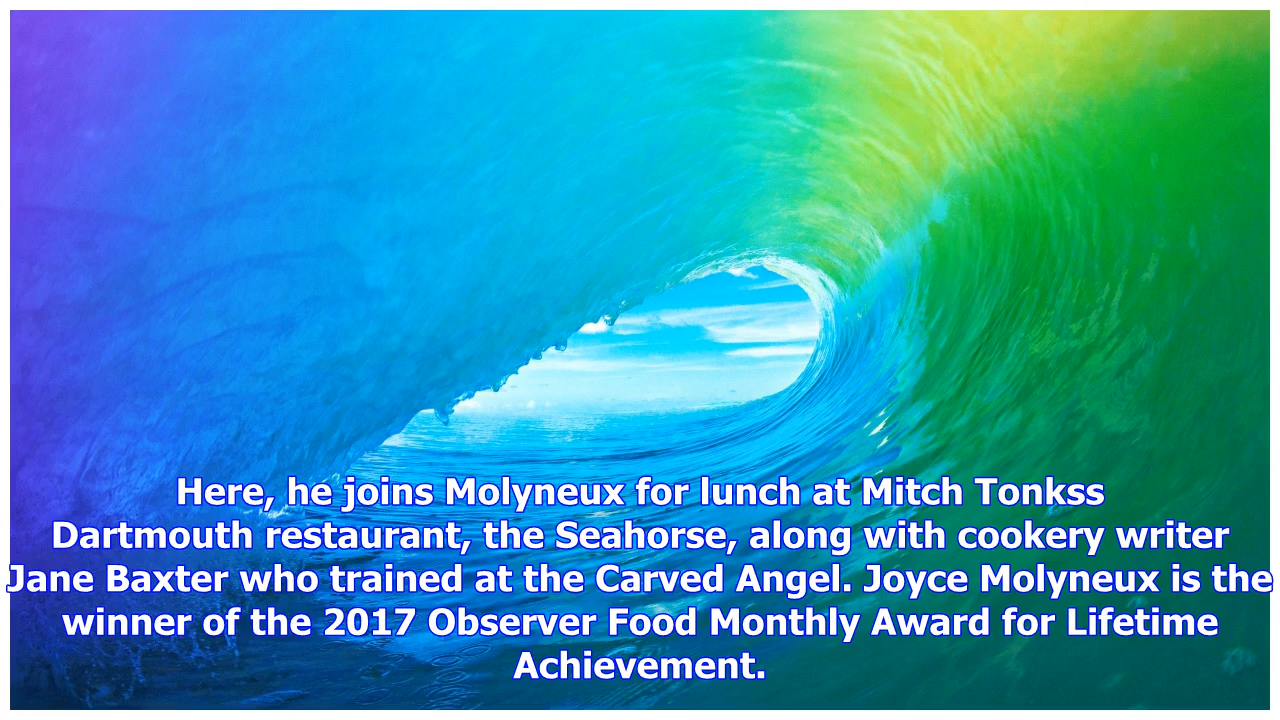 Here, he joins Molyneux for lunch at Mitch Tonkss
Dartmouth restaurant, the Seahorse, along with cookery writer
Jane Baxter who trained at the Carved Angel. Joyce Molyneux is the
winner of the 2017 Observer Food Monthly Award for Lifetime
Achievement.